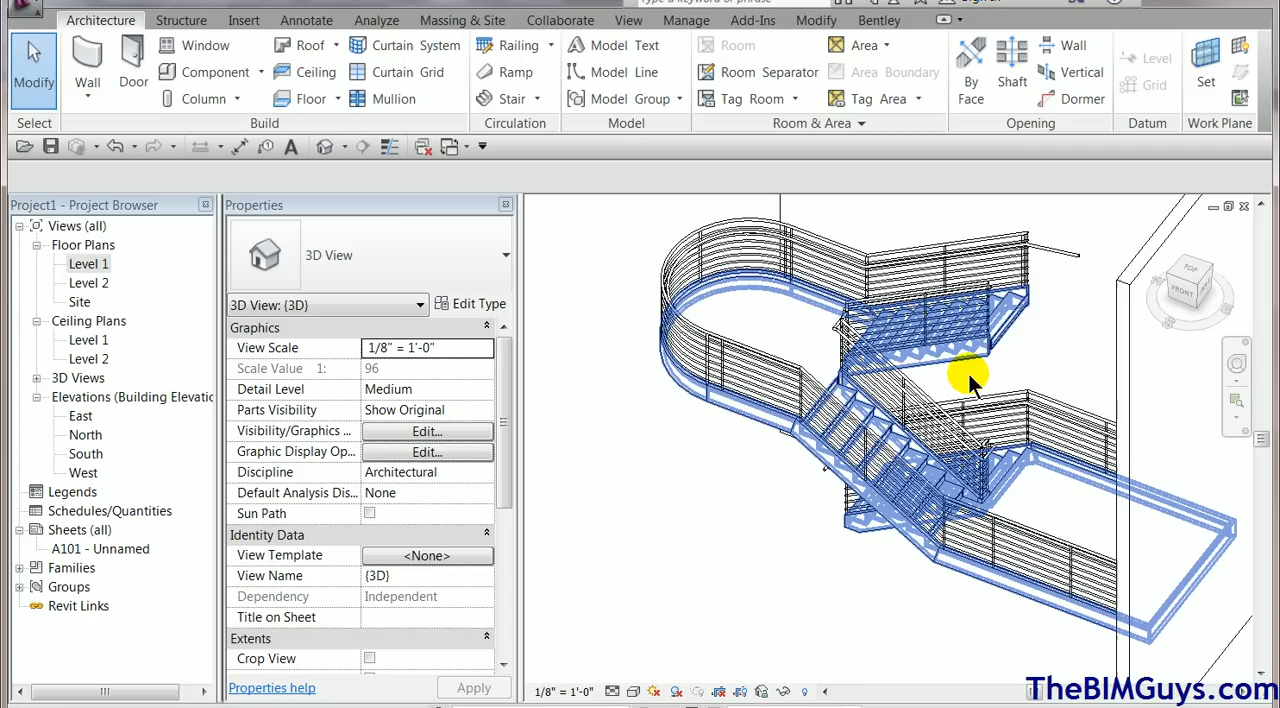 Architecture Structure Insert Annotate Analyze Massing & Site Collaborate View Manage Add-Ins Modify Bentley
Modify
Wall
Door
Window
Component
Column
Roof
Ceiling
Floor
Curtain System
Curtain Grid
Mullion
Railing
Ramp
Stair
Model Text
Model Line
Model Group
Room
Room Separator
Tag Room
Area
Area Boundary
Tag Area
By
Face
Shaft
Wall
Vertical
Dormer
Level
Grid
Set
Select Build Circulation Model Room & Area Opening Datum Work Plane
Project1 - Project Browser
Views (all)
Floor Plans
Level 1
Level 2
Site
Ceiling Plans
Level 1
Level 2
3D Views
Elevations (Building Elevatio
East
North
South
West
Legends
Schedules/Quantities
Sheets (all)
A101 - Unnamed
Families
Groups
Revit Links
Properties
3D View
3D View: {3D} Edit Type
Graphics
View Scale 1/8" = 1'-0"
Scale Value 1: 96
Detail Level Medium
Parts Visibility Show Original
Visibility/Graphics ... Edit...
Graphic Display Op... Edit...
Discipline Architectural
Default Analysis Dis... None
Sun Path
Identity Data
View Template <None>
View Name {3D}
Dependency Independent
Title on Sheet
Extents
Crop View
Properties help Apply
TOP
FRONT
1/8" = 1'-0"
TheBIMGuys.com